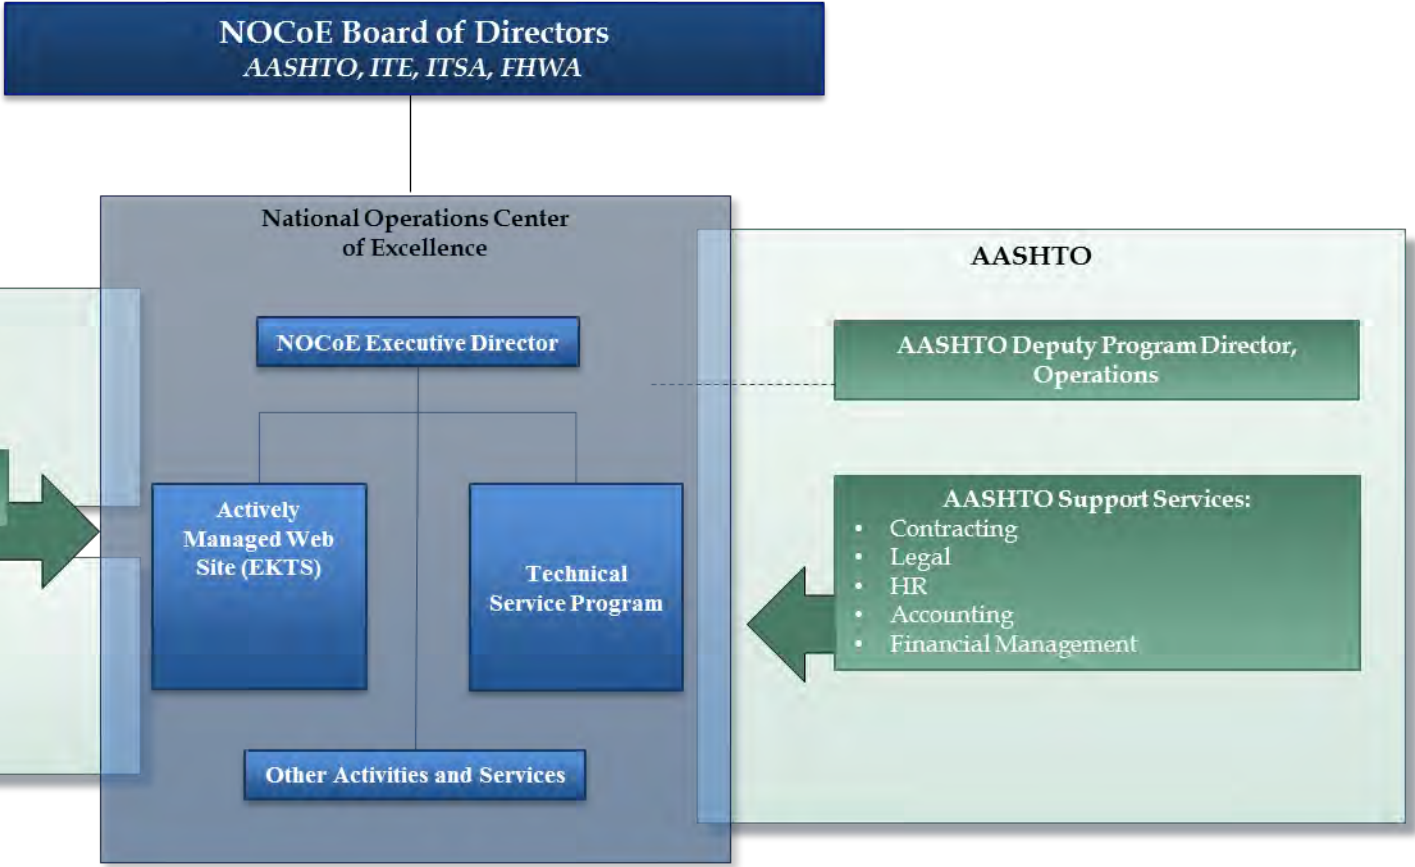 NOCoE Board of Directors
AASHTO, ITE, ITSA, FHWA
National Operations Center
of Excellence
NOCoE Executive Director
Actively
Managed Web
Site (EKTS)
Technical
Service Program
Other Activities and Services
AASHTO
AASHTO Deputy Program Director,
Operations
AASHTO Support Services:
• Contracting
• Legal
• HR
• Accounting
• Financial Management